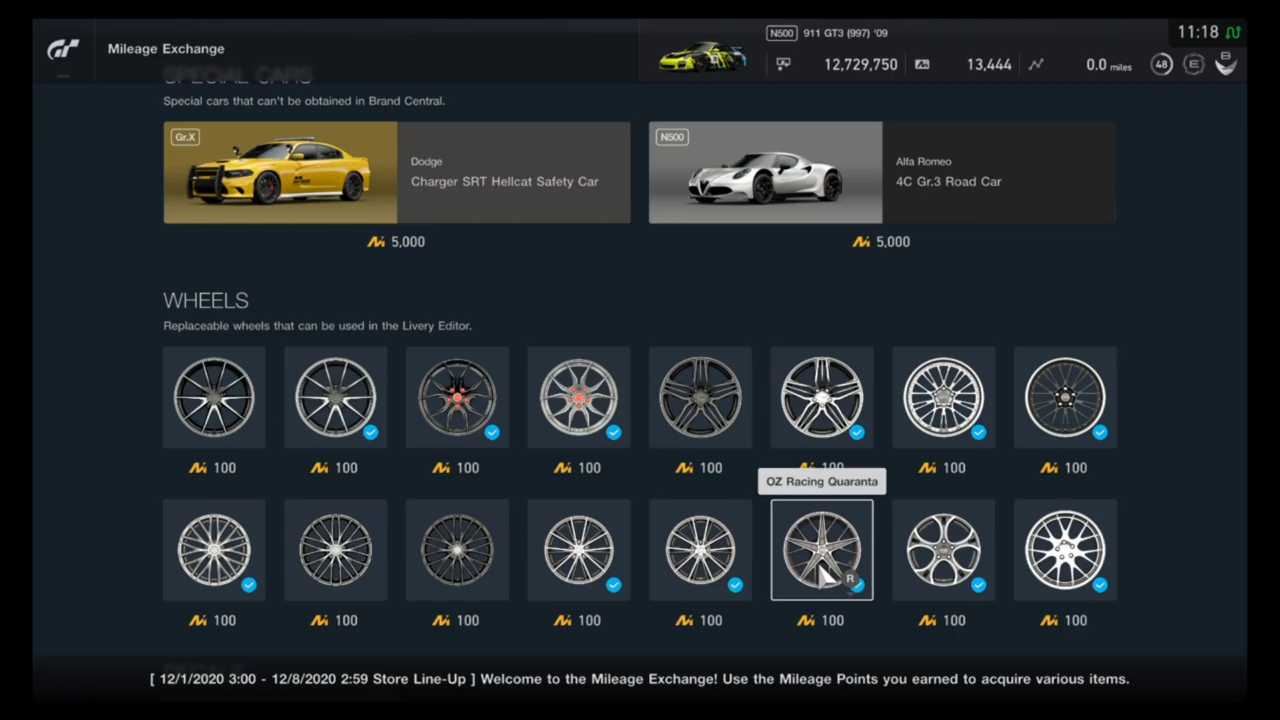 N500 911 GT3 (997) '09
11:18
Mileage Exchange
12,729,750
13,444
0.0 miles
48
E
B
SPECIAL CARS
Special cars that can't be obtained in Brand Central.
Gr.X
Dodge
Charger SRT Hellcat Safety Car
N500
Alfa Romeo
4C Gr.3 Road Car
5,000
5,000
WHEELS
Replaceable wheels that can be used in the Livery Editor.
100 100 100 100 100 100 100 100
OZ Racing Quaranta
R
100 100 100 100 100 100 100 100
[ 12/1/2020 3:00 - 12/8/2020 2:59 Store Line-Up ] Welcome to the Mileage Exchange! Use the Mileage Points you earned to acquire various items.